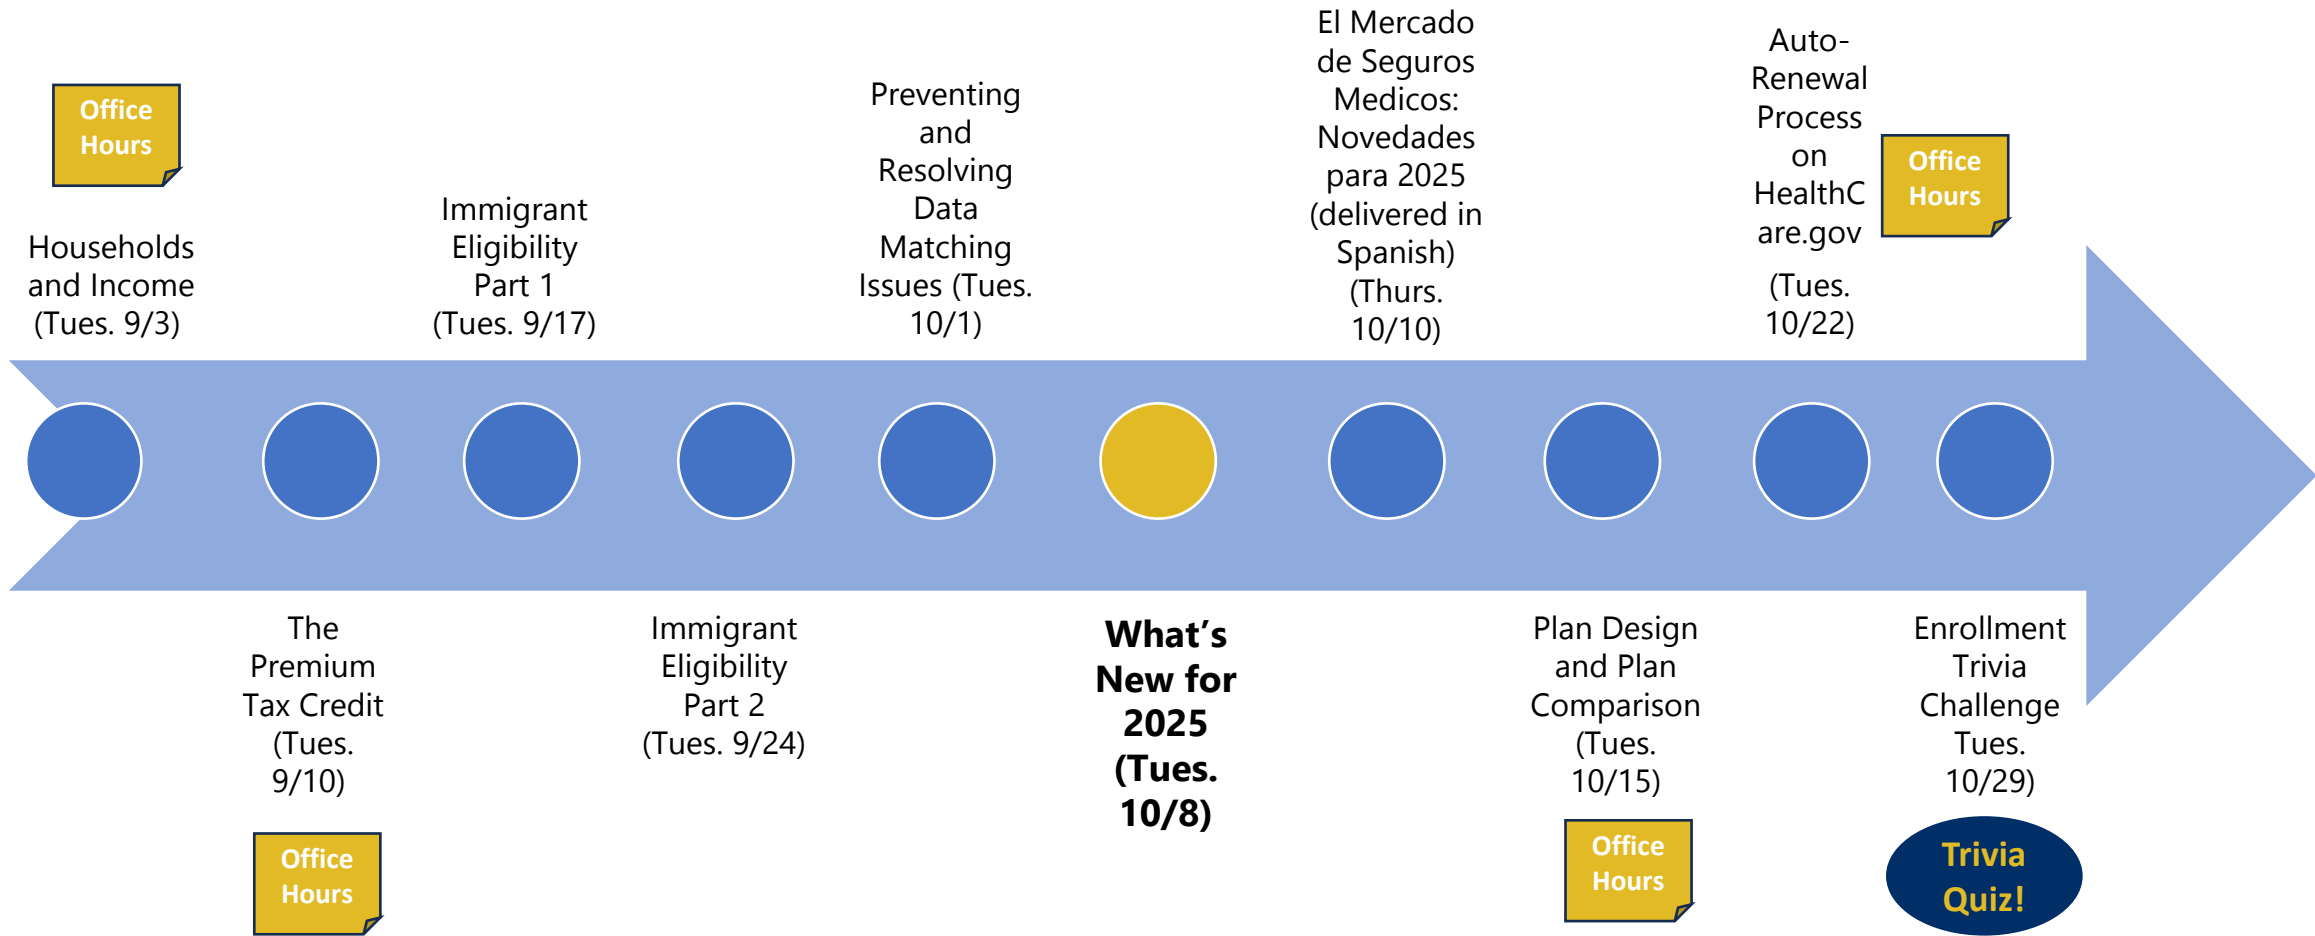 Office
Hours
Households
and Income
(Tues. 9/3)
The
Premium
Tax Credit
(Tues.
9/10)
Office
Hours
Immigrant
Eligibility
Part 1
(Tues. 9/17)
Immigrant
Eligibility
Part 2
(Tues. 9/24)
Preventing
and
Resolving
Data
Matching
Issues (Tues.
10/1)
What’s
New for
2025
(Tues.
10/8)
El Mercado
de Seguros
Medicos:
Novedades
para 2025
(delivered in
Spanish)
(Thurs.
10/10)
Plan Design
and Plan
Comparison
(Tues.
10/15)
Office
Hours
Auto-
Renewal
Process
on
HealthC
are.gov
(Tues.
10/22)
Office
Hours
Enrollment
Trivia
Challenge
Tues.
10/29)
Trivia
Quiz!